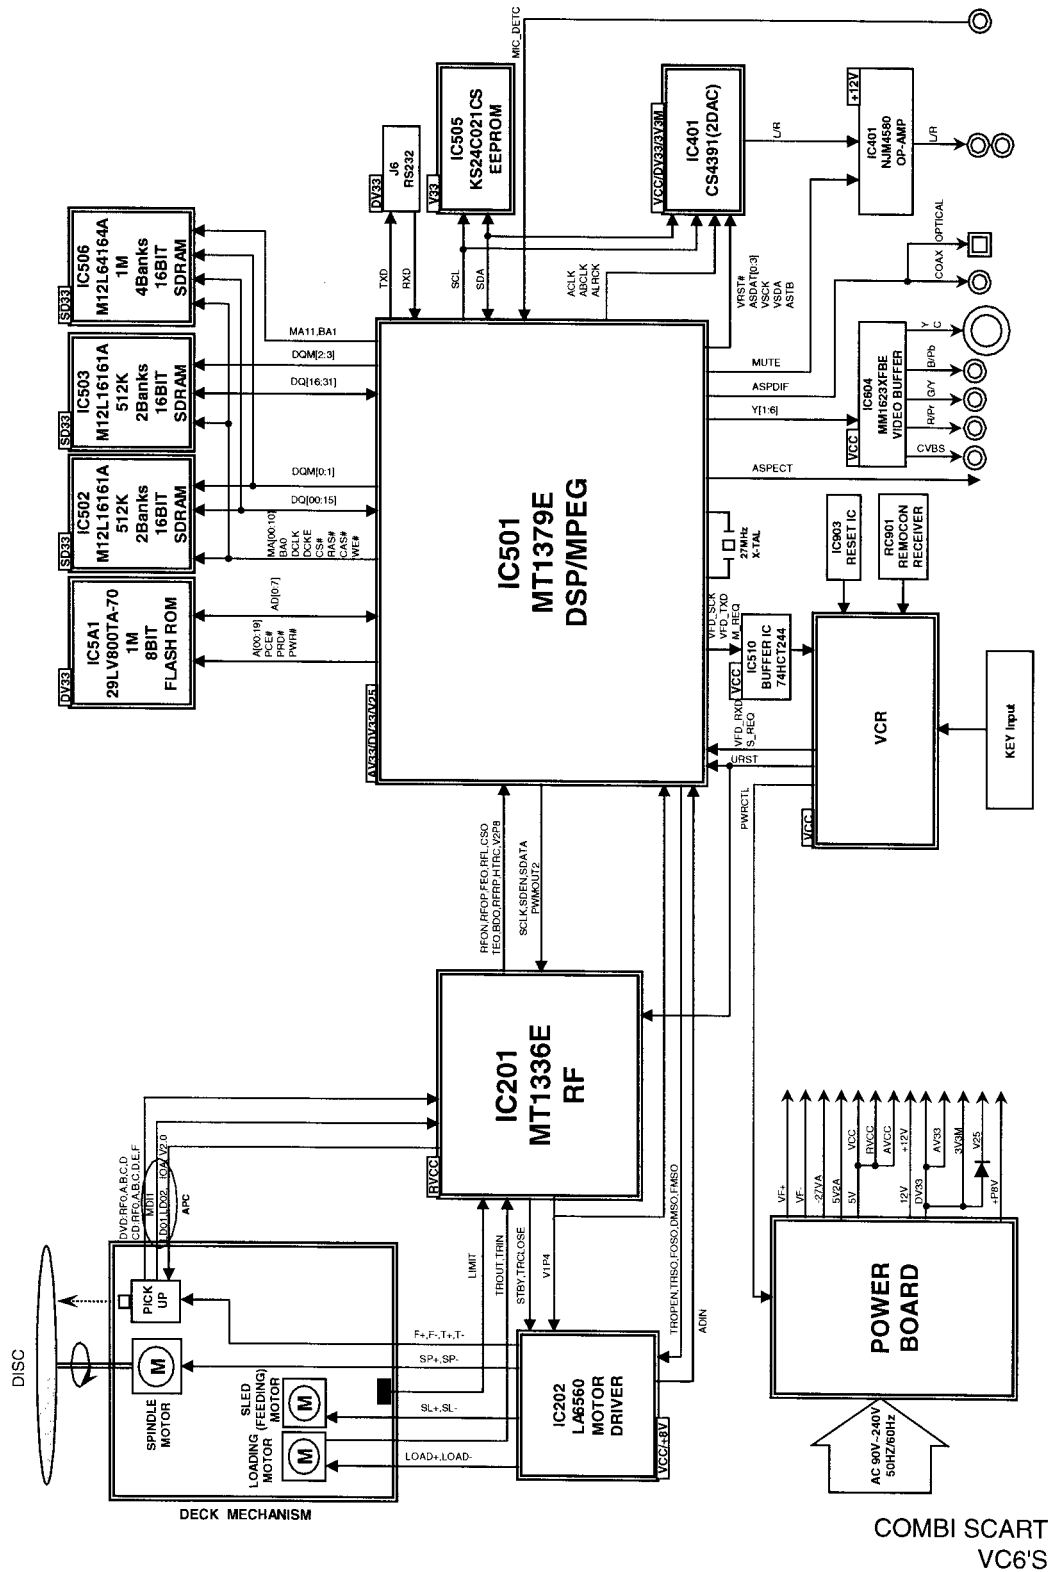 DISC
SPINDLE
MOTOR
M
PICK
UP
DVD:RFO,A,B,C,D
CD:RFO,A,B,C,D,E,F
MDI1
APC
SLED
(FEEDING)
MOTOR
M
LOADING
MOTOR
M
DECK MECHANISM
F+,F-,T+,T-
SP+,SP-
SL+,SL-
LOAD+,LOAD-
LIMIT
TROUT,TRIN
STBY,TRCLOSE
V1P4
IC202
LA6560
MOTOR
DRIVER
VCC/+8V
TROPEN,TRSO,FOSO,DMSO,FMSO
ADIN
RVCC
IC201
MT1336E
RF
RFON,RFOP,FEO,RFL,CSO
TEO,BDO,RFRP,HTRC,V2P8
SCLK,SDEN,SDATA
PWMOUT2
AV33/DV33/V25
IC501
MT1379E
DSP/MPEG
DV33
IC5A1
29LV800TA-70
1M
8BIT
FLASH ROM
A[00:19]
PCE#
PRD#
PWR#
AD[0:7]
SD33
IC502
M12L16161A
512K
2Banks
16BIT
SDRAM
MA[00:10]
BA0
DCLK
DCKE
CS#
RAS#
CAS#
WE#
DQ[00:15]
DQM[0:1]
SD33
IC503
M12L16161A
512K
2Banks
16BIT
SDRAM
DQ[16:31]
DQM[2:3]
MA11,BA1
SD33
IC506
M12L64164A
1M
4Banks
16BIT
SDRAM
DV33
J6
RS232
TXD
RXD
V33
IC505
KS24C021CS
EEPROM
SCL
SDA
MIC_DETC
ACLK
ABCLK
ALRCK
VCC/DV33/3V3M
IC401
CS4391(2DAC)
VRST#
ASDAT[0:3]
VSCK
VSDA
ASTB
L/R
+12V
IC401
NJM4580
OP-AMP
L/R
MUTE
ASPDIF
COAX
OPTICAL
Y[1:6]
VCC
IC604
MM1623XFBE
VIDEO BUFFER
Y
C
B/Pb
G/Y
R/Pr
CVBS
ASPECT
27MHz
X-TAL
VFD_SCK
VFD_TXD
M_REQ
VCC
IC510
BUFFER IC
74HCT244
VFD_RXD
S_REQ
URST
PWRCTL
IC903
RESET IC
RC901
REMOCON
RECEIVER
VCC
VCR
KEY Input
POWER
BOARD
AC 90V~240V
50HZ/60Hz
VF+
VF-
-27VA
5V2A
5V
VCC
RVCC
AVCC
12V
+12V
DV33
AV33
3V3M
V25
+P8V
COMBI SCART
VC6'S